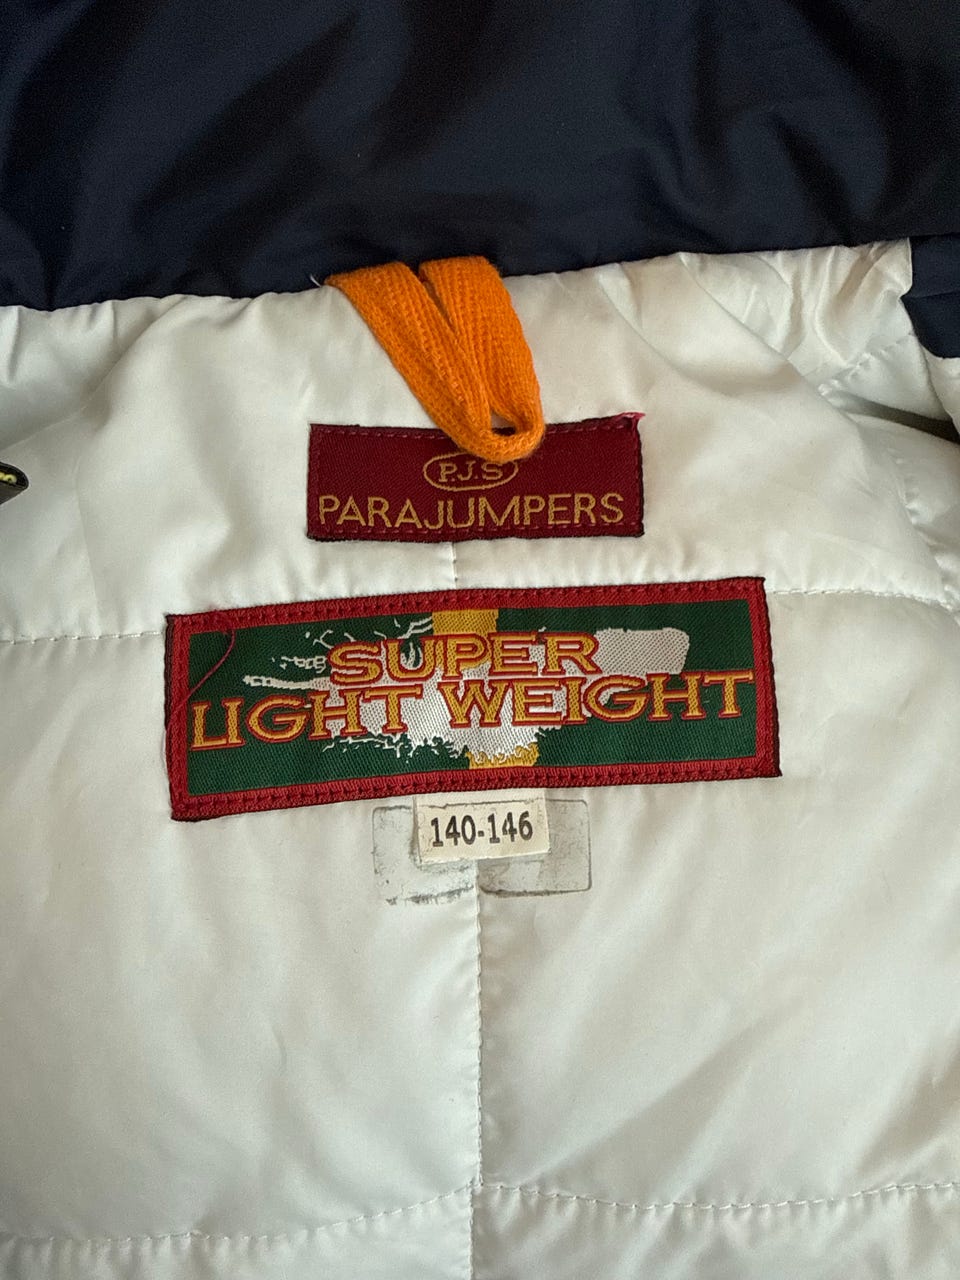 P.J.S
PARAJUMPERS
SUPER
LIGHT WEIGHT
140-146